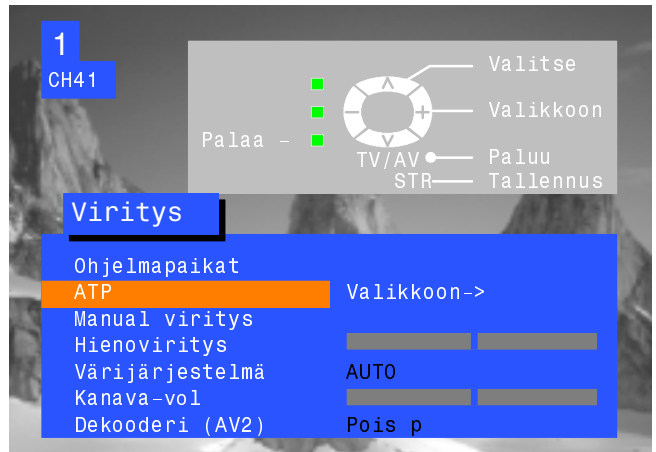 1
CH41
Valitse
Valikkoon
Palaa –
TV/AV Paluu
STR Tallennus
Viritys
Ohjelmapaikat
ATP Valikkoon->
Manual viritys
Hienoviritys
Värijärjestelmä AUTO
Kanava-vol
Dekooderi (AV2) Pois p